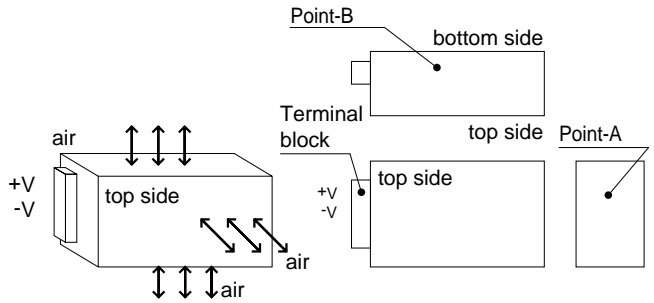 Point-B
bottom side
Terminal
block
top side
Point-A
air
+V
-V
top side
air
air
+V
-V
top side